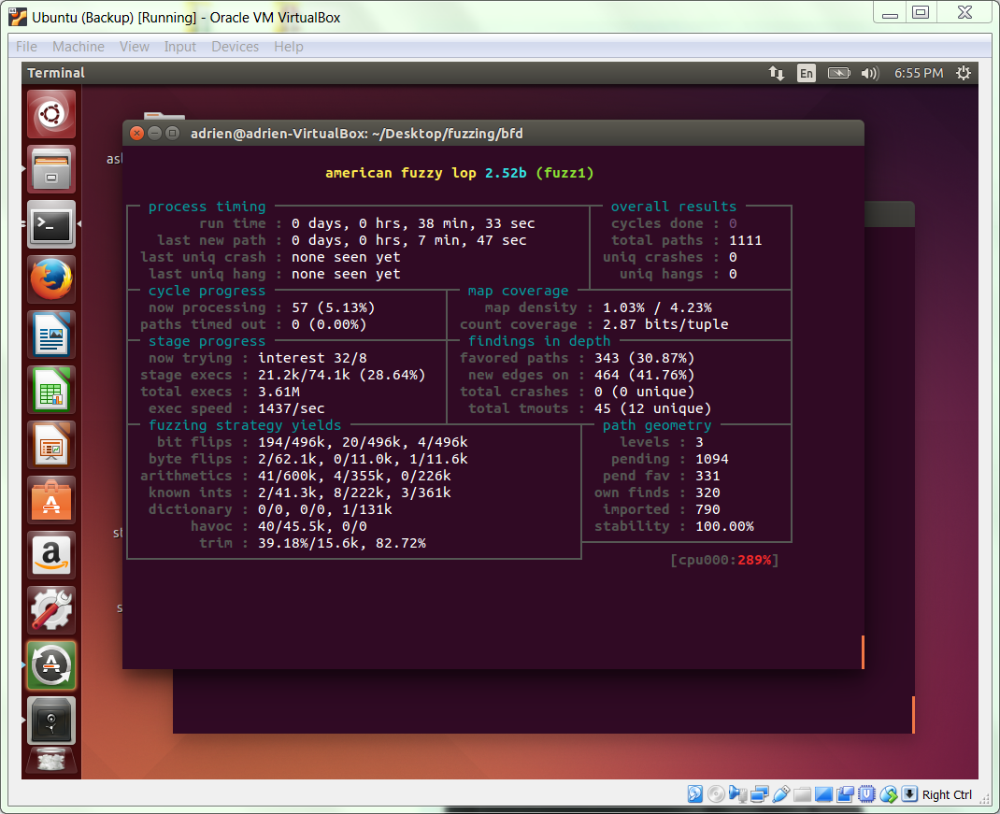 Ubuntu (Backup) [Running] - Oracle VM VirtualBox
File Machine View Input Devices Help
Terminal En 6:55 PM
adrien@adrien-VirtualBox: ~/Desktop/fuzzing/bfd
american fuzzy lop 2.52b (fuzz1)
process timing
run time : 0 days, 0 hrs, 38 min, 33 sec
last new path : 0 days, 0 hrs, 7 min, 47 sec
last uniq crash : none seen yet
last uniq hang : none seen yet
overall results
cycles done : 0
total paths : 1111
uniq crashes : 0
uniq hangs : 0
cycle progress
now processing : 57 (5.13%)
paths timed out : 0 (0.00%)
map coverage
map density : 1.03% / 4.23%
count coverage : 2.87 bits/tuple
stage progress
now trying : interest 32/8
stage execs : 21.2k/74.1k (28.64%)
total execs : 3.61M
exec speed : 1437/sec
findings in depth
favored paths : 343 (30.87%)
new edges on : 464 (41.76%)
total crashes : 0 (0 unique)
total tmouts : 45 (12 unique)
fuzzing strategy yields
bit flips : 194/496k, 20/496k, 4/496k
byte flips : 2/62.1k, 0/11.0k, 1/11.6k
arithmetics : 41/600k, 4/355k, 0/226k
known ints : 2/41.3k, 8/222k, 3/361k
dictionary : 0/0, 0/0, 1/131k
havoc : 40/45.5k, 0/0
trim : 39.18%/15.6k, 82.72%
path geometry
levels : 3
pending : 1094
pend fav : 331
own finds : 320
imported : 790
stability : 100.00%
[cpu000:289%]
Right Ctrl